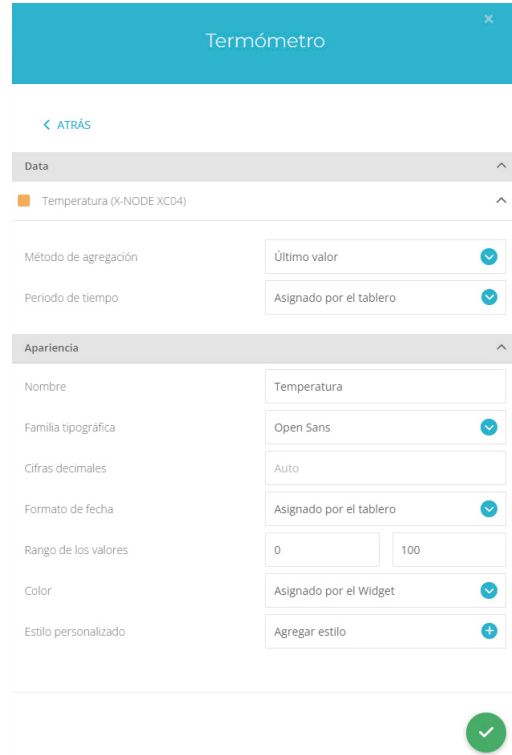 Termómetro
ATRÁS
Data
Temperatura (X-NODE XC04)
Método de agregación Último valor
Periodo de tiempo Asignado por el tablero
Apariencia
Nombre Temperatura
Familia tipográfica Open Sans
Cifras decimales Auto
Formato de fecha Asignado por el tablero
Rango de los valores 0 100
Color Asignado por el Widget
Estilo personalizado Agregar estilo